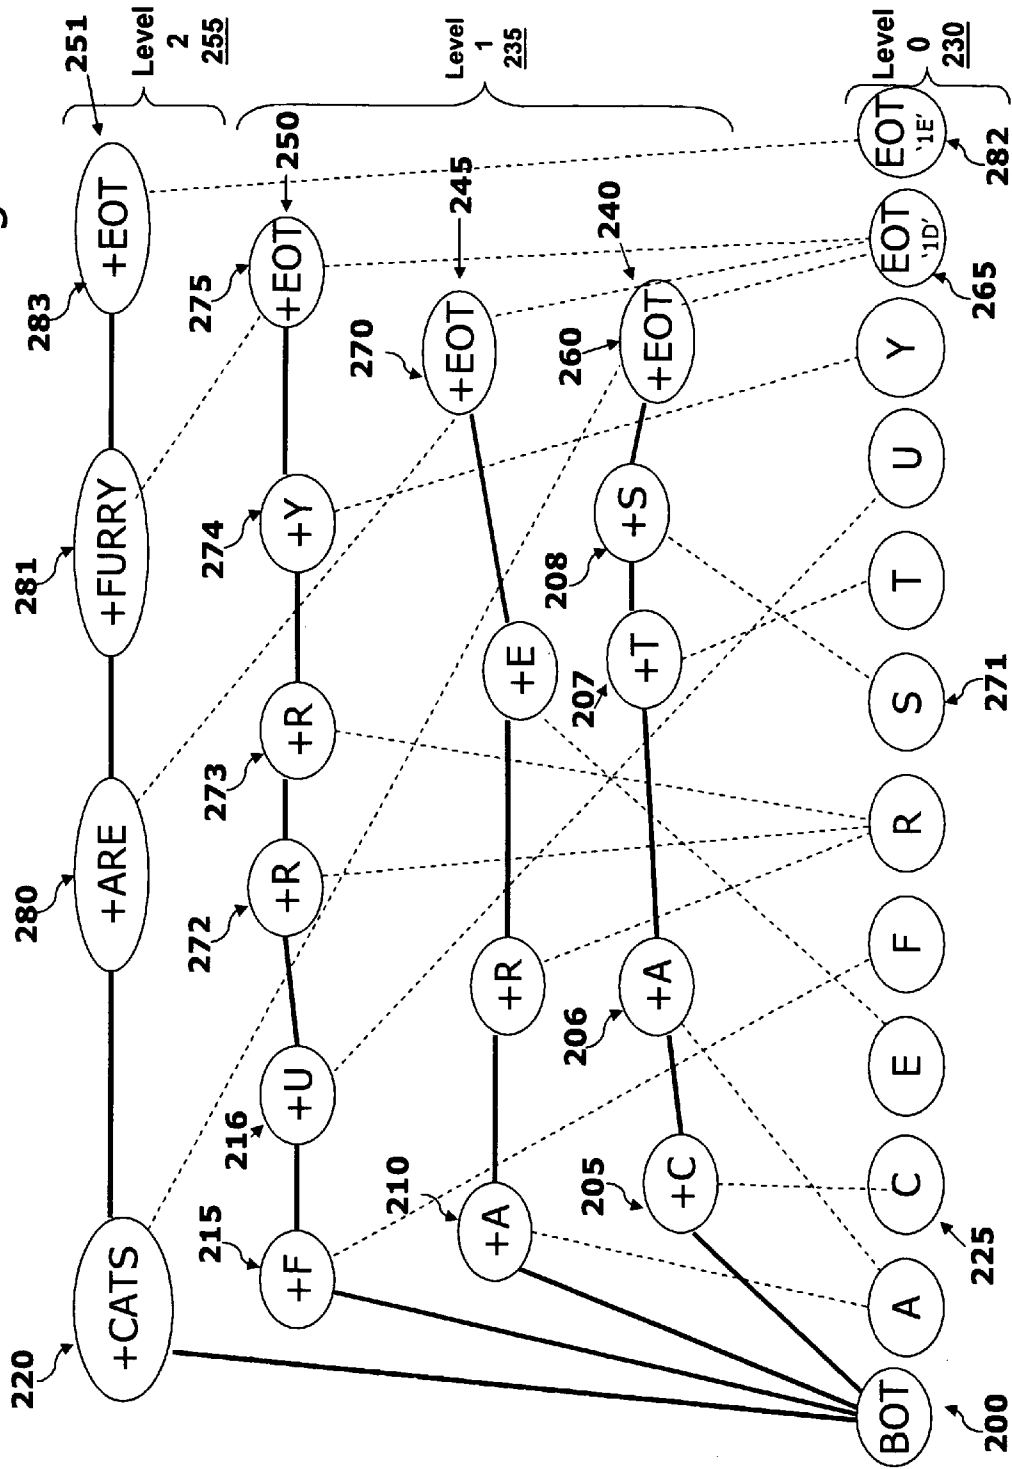 220
280
281
283
251
+CATS
+ARE
+FURRY
+EOT
Level
2
255
215
216
272
273
274
275
250
+F
+U
+R
+R
+Y
+EOT
210
270
245
+A
+R
+E
+EOT
Level
1
235
205
206
207
208
260
240
+C
+A
+T
+S
+EOT
BOT
A
C
E
F
R
S
T
U
Y
EOT
'1D'
EOT
'1E'
Level
0
230
200
225
271
265
282